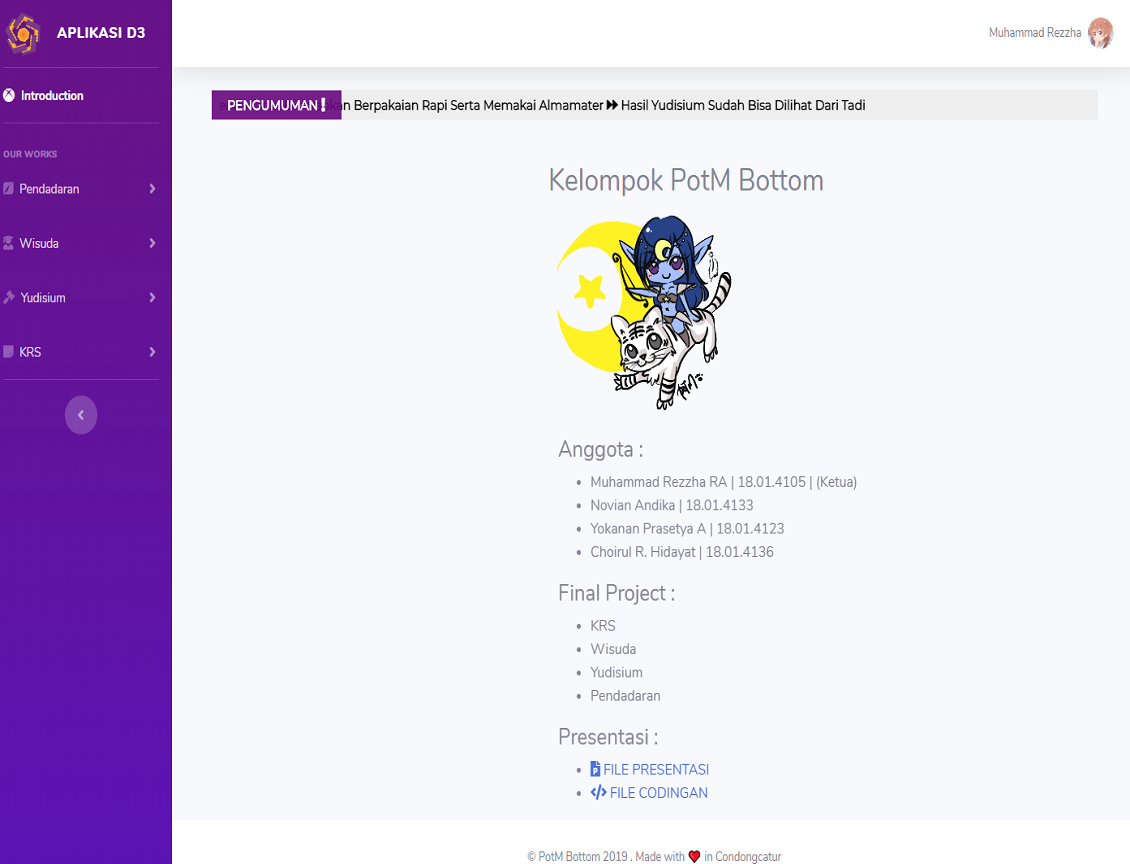 APLIKASI D3
Muhammad Rezzha
Introduction
OUR WORKS
Pendadaran
Wisuda
Yudisium
KRS
PENGUMUMAN ! Berpakaian Rapi Serta Memakai Almamater Hasil Yudisium Sudah Bisa Dilihat Dari Tadi
Kelompok PotM Bottom
Anggota :
Muhammad Rezzha RA | 18.01.4105 | (Ketua)
Novian Andika | 18.01.4133
Yokanan Prasetya A | 18.01.4123
Choirul R. Hidayat | 18.01.4136
Final Project :
KRS
Wisuda
Yudisium
Pendadaran
Presentasi :
FILE PRESENTASI
FILE CODINGAN
© PotM Bottom 2019 . Made with ❤ in Condongcatur